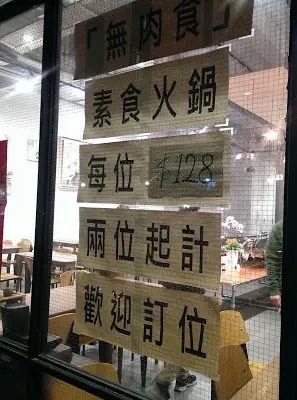 「無肉食」
素食火鍋
每位 $128
兩位起計
歡迎訂位